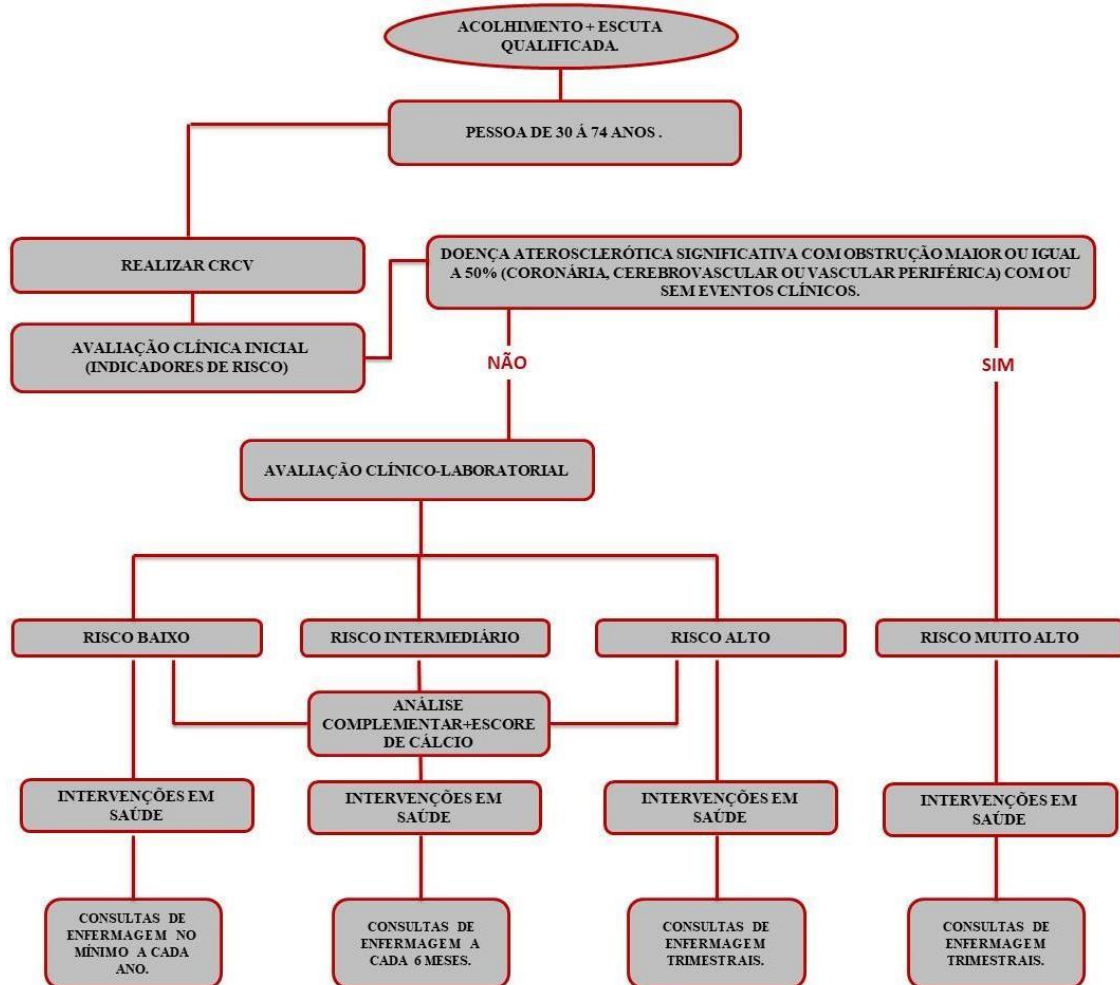 ACOLHIMENTO + ESCUTA
QUALIFICADA.
PESSOA DE 30 Á 74 ANOS .
REALIZAR CRCV
DOENÇA ATEROSCLERÓTICA SIGNIFICATIVA COM OBSTRUÇÃO MAIOR OU IGUAL
A 50% (CORONÁRIA, CEREBROVASCULAR OU VASCULAR PERIFÉRICA) COM OU
SEM EVENTOS CLÍNICOS.
AVALIAÇÃO CLÍNICA INICIAL
(INDICADORES DE RISCO)
NÃO
SIM
AVALIAÇÃO CLÍNICO-LABORATORIAL
RISCO BAIXO
RISCO INTERMEDIÁRIO
RISCO ALTO
RISCO MUITO ALTO
ANÁLISE
COMPLEMENTAR+ESCORE
DE CÁLCIO
INTERVENÇÕES EM
SAÚDE
INTERVENÇÕES EM
SAÚDE
INTERVENÇÕES EM
SAÚDE
INTERVENÇÕES EM
SAÚDE
CONSULTAS DE
ENFERMAGEM NO
MÍNIMO A CADA
ANO.
CONSULTAS DE
ENFERMAGEM A
CADA 6 MESES.
CONSULTAS DE
ENFERMAGEM
TRIMESTRAIS.
CONSULTAS DE
ENFERMAGEM
TRIMESTRAIS.